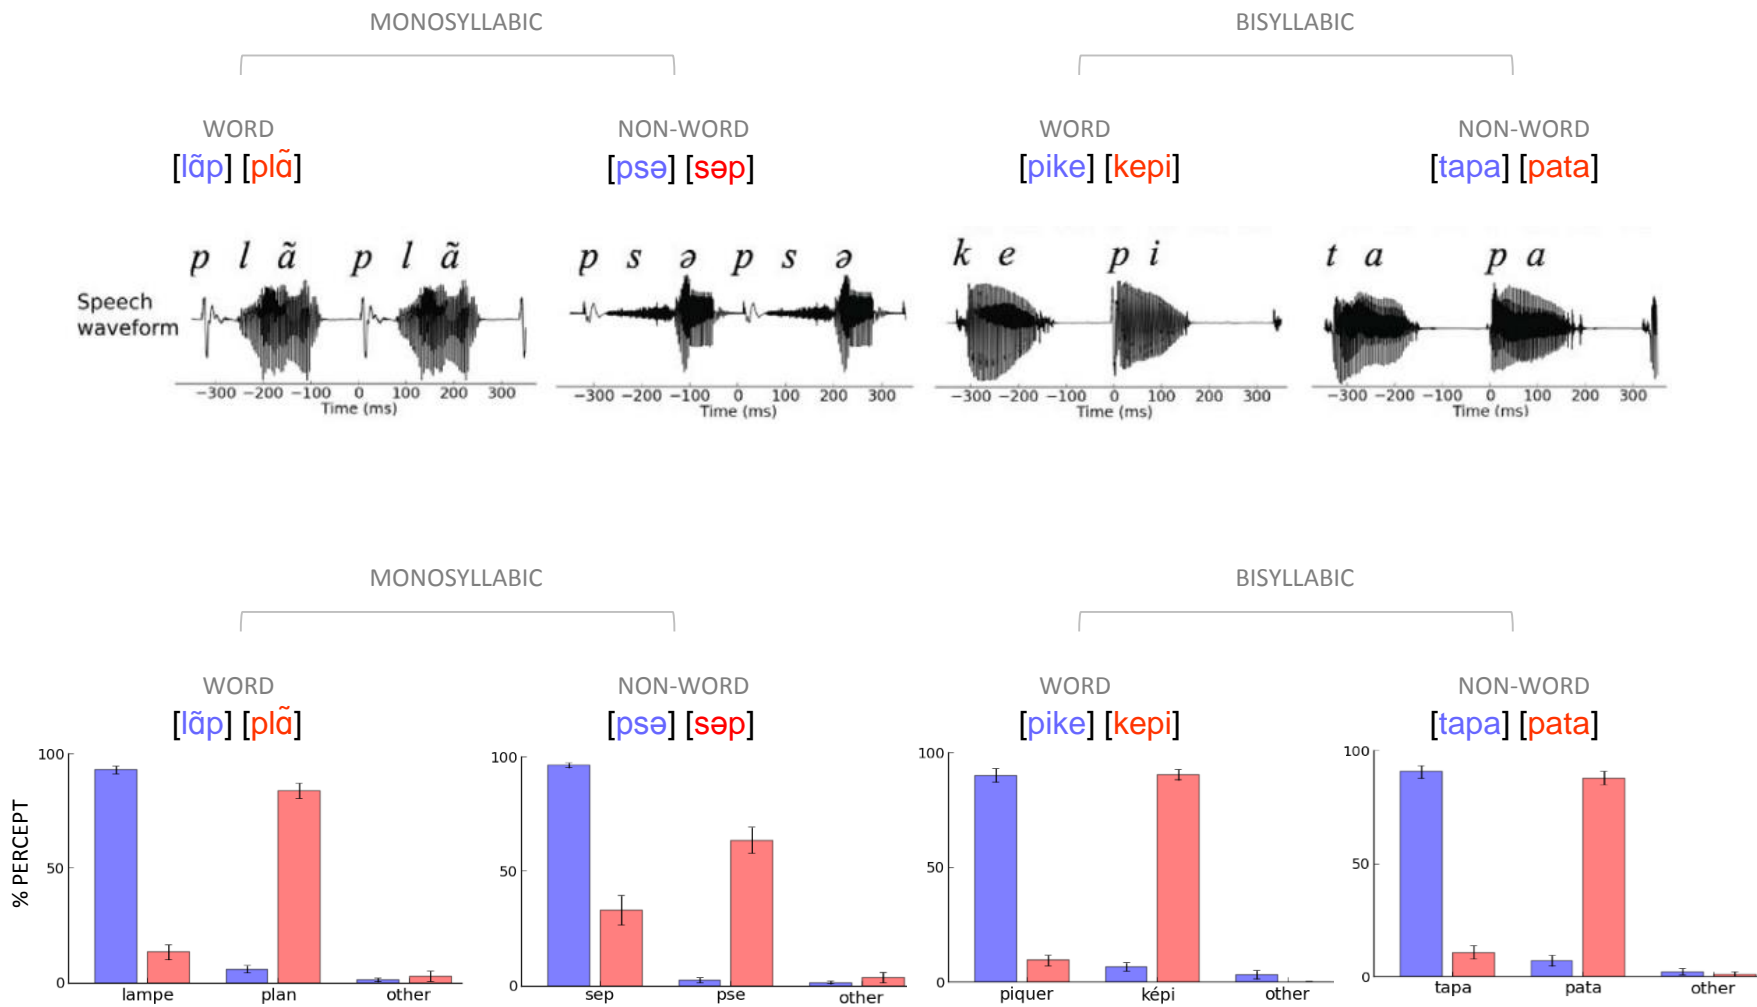 MONOSYLLABIC BISYLLABIC
WORD NON-WORD WORD NON-WORD
[lɑ̃p] [plɑ̃] [psə] [səp] [pike] [kepi] [tapa] [pata]
p l ã p l ã p s ə p s ə k e p i t a p a
Speech
waveform
−300 −200 −100 0 100 200 300 −300 −200 −100 0 100 200 300 −300 −200 −100 0 100 200 300 −300 −200 −100 0 100 200 300
Time (ms) Time (ms) Time (ms) Time (ms)
MONOSYLLABIC BISYLLABIC
WORD NON-WORD WORD NON-WORD
[lɑ̃p] [plɑ̃] [psə] [səp] [pike] [kepi] [tapa] [pata]
% PERCEPT
100 100 100 100
50 50 50 50
0 0 0 0
lampe plan other sep pse other piquer képi other tapa pata other